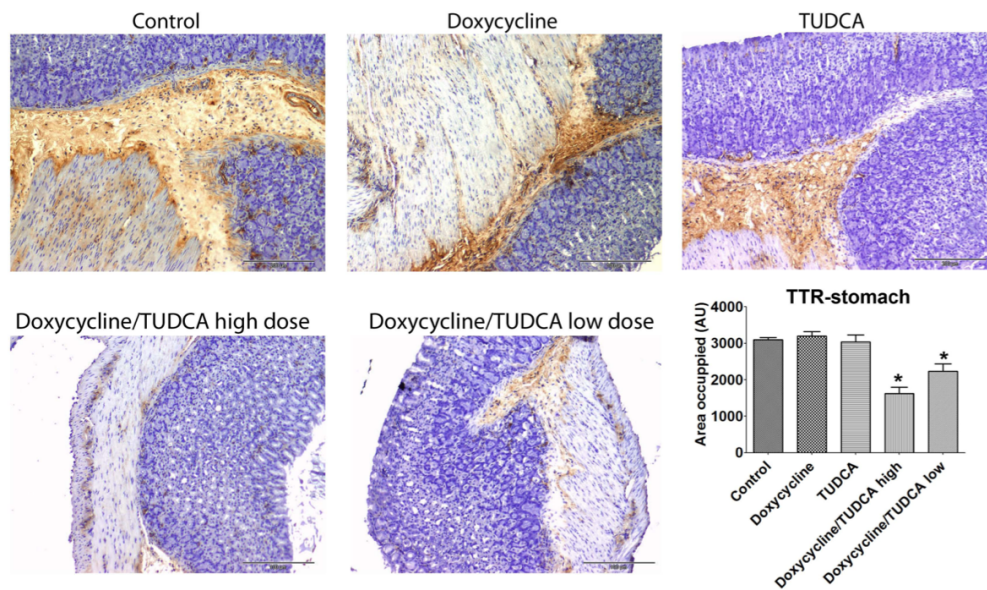 Control
Doxycycline
TUDCA
Doxycycline/TUDCA high dose
Doxycycline/TUDCA low dose
TTR-stomach
Area occuppied (AU)
4000
3000
2000
1000
0
*
*
Control
Doxycycline
TUDCA
Doxycycline/TUDCA high
Doxycycline/TUDCA low